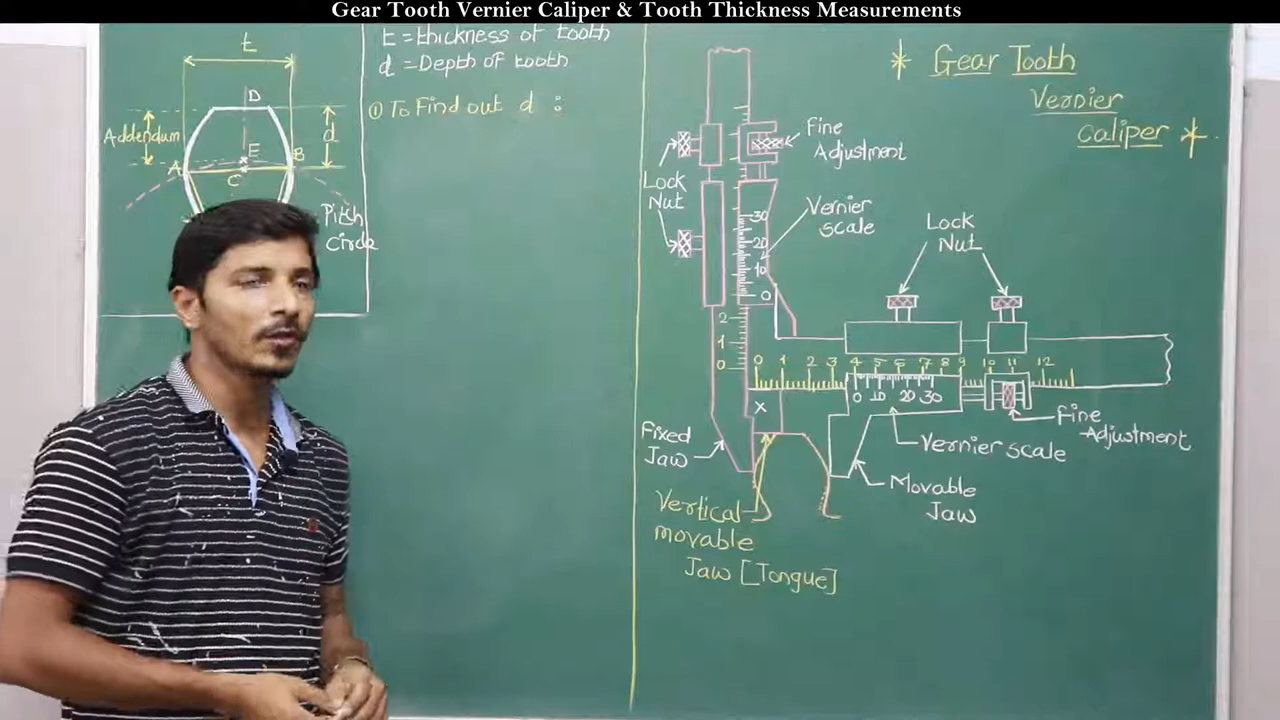 Gear Tooth Vernier Caliper & Tooth Thickness Measurements
t
D
Addendum
d
E
A
B
C
Pitch
circle
t = thickness of tooth
d = Depth of tooth
① To Find out d :
* Gear Tooth
Vernier
caliper *
Fine
Adjustment
Lock
Nut
Vernier
scale
30
20
10
0
2
1
0
Lock
Nut
0 1 2 3 4 5 6 7 8 9 10 11 12
0 10 20 30
X
Fixed
Jaw
Fine
Adjustment
Vernier scale
Movable
Jaw
Vertical
movable
Jaw [Tongue]